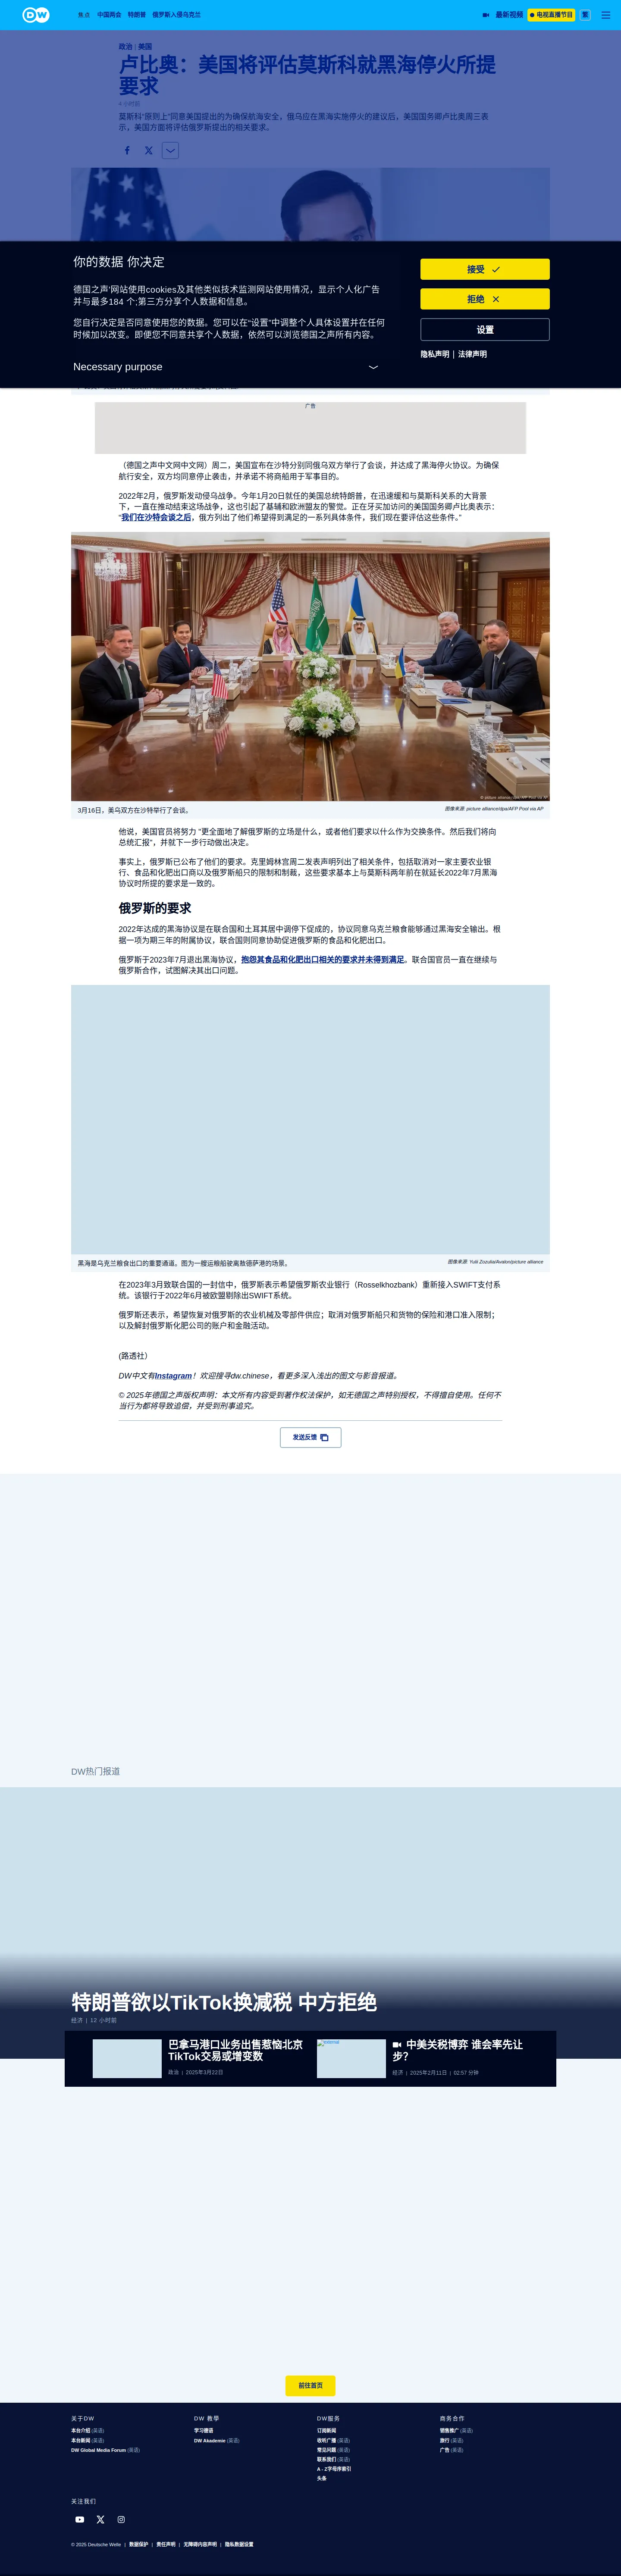 DW
焦点 中国两会 特朗普 俄罗斯入侵乌克兰
最新视频 电视直播节目 繁
政治 | 美国
卢比奥：美国将评估莫斯科就黑海停火所提
要求
4 小时前
莫斯科“原则上”同意美国提出的为确保航海安全，俄乌应在黑海实施停火的建议后，美国国务卿卢比奥周三表
示，美国方面将评估俄罗斯提出的相关要求。
你的数据 你决定
德国之声'网站使用cookies及其他类似技术监测网站使用情况，显示个人化广告
并与最多184 个;第三方分享个人数据和信息。
您自行决定是否同意使用您的数据。您可以在“设置”中调整个人具体设置并在任何
时候加以改变。即便您不同意共享个人数据，依然可以浏览德国之声所有内容。
Necessary purpose
接受
拒绝
设置
隐私声明 | 法律声明
广告
（德国之声中文网中文网）周二，美国宣布在沙特分别同俄乌双方举行了会谈，并达成了黑海停火协议。为确保
航行安全，双方均同意停止袭击，并承诺不将商船用于军事目的。
2022年2月，俄罗斯发动侵乌战争。今年1月20日就任的美国总统特朗普，在迅速缓和与莫斯科关系的大背景
下，一直在推动结束这场战争，这也引起了基辅和欧洲盟友的警觉。正在牙买加访问的美国国务卿卢比奥表示：
“我们在沙特会谈之后，俄方列出了他们希望得到满足的一系列具体条件，我们现在要评估这些条件。”
3月16日，美乌双方在沙特举行了会谈。
图像来源: picture alliance/dpa/AFP Pool via AP
他说，美国官员将努力 “更全面地了解俄罗斯的立场是什么，或者他们要求以什么作为交换条件。然后我们将向
总统汇报”，并就下一步行动做出决定。
事实上，俄罗斯已公布了他们的要求。克里姆林宫周二发表声明列出了相关条件，包括取消对一家主要农业银
行、食品和化肥出口商以及俄罗斯船只的限制和制裁，这些要求基本上与莫斯科两年前在就延长2022年7月黑海
协议时所提的要求是一致的。
俄罗斯的要求
2022年达成的黑海协议是在联合国和土耳其居中调停下促成的，协议同意乌克兰粮食能够通过黑海安全输出。根
据一项为期三年的附属协议，联合国则同意协助促进俄罗斯的食品和化肥出口。
俄罗斯于2023年7月退出黑海协议，抱怨其食品和化肥出口相关的要求并未得到满足。联合国官员一直在继续与
俄罗斯合作，试图解决其出口问题。
黑海是乌克兰粮食出口的重要通道。图为一艘运粮船驶离敖德萨港的场景。
图像来源: Yulii Zozulia/Avalon/picture alliance
在2023年3月致联合国的一封信中，俄罗斯表示希望俄罗斯农业银行（Rosselkhozbank）重新接入SWIFT支付系
统。该银行于2022年6月被欧盟剔除出SWIFT系统。
俄罗斯还表示，希望恢复对俄罗斯的农业机械及零部件供应；取消对俄罗斯船只和货物的保险和港口准入限制；
以及解封俄罗斯化肥公司的账户和金融活动。
(路透社）
DW中文有Instagram！欢迎搜寻dw.chinese，看更多深入浅出的图文与影音报道。
© 2025年德国之声版权声明：本文所有内容受到著作权法保护，如无德国之声特别授权，不得擅自使用。任何不
当行为都将导致追偿，并受到刑事追究。
发送反馈
DW热门报道
特朗普欲以TikTok换减税 中方拒绝
经济 | 12 小时前
巴拿马港口业务出售惹恼北京
TikTok交易或增变数
政治 | 2025年3月22日
external
中美关税博弈 谁会率先让
步？
经济 | 2025年2月11日 | 02:57 分钟
前往首页
关于DW
本台介绍 (英语)
本台新闻 (英语)
DW Global Media Forum (英语)
DW 教學
学习德语
DW Akademie (英语)
DW服务
订阅新闻
收听广播 (英语)
常见问题 (英语)
联系我们 (英语)
A - Z字母序索引
头条
商务合作
销售推广 (英语)
旅行 (英语)
广告 (英语)
关注我们
© 2025 Deutsche Welle | 数据保护 | 责任声明 | 无障碍内容声明 | 隐私数据设置